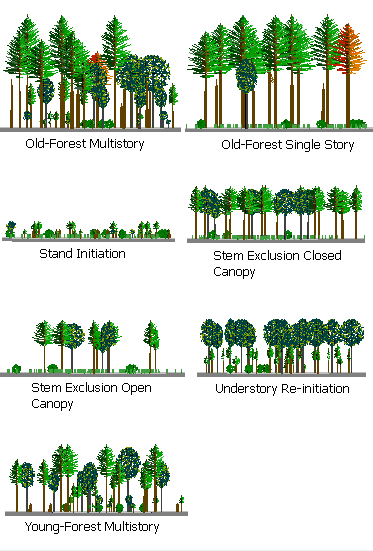 Old-Forest Multistory
Old-Forest Single Story
Stand Initiation
Stem Exclusion Closed
Canopy
Stem Exclusion Open
Canopy
Understory Re-initiation
Young-Forest Multistory